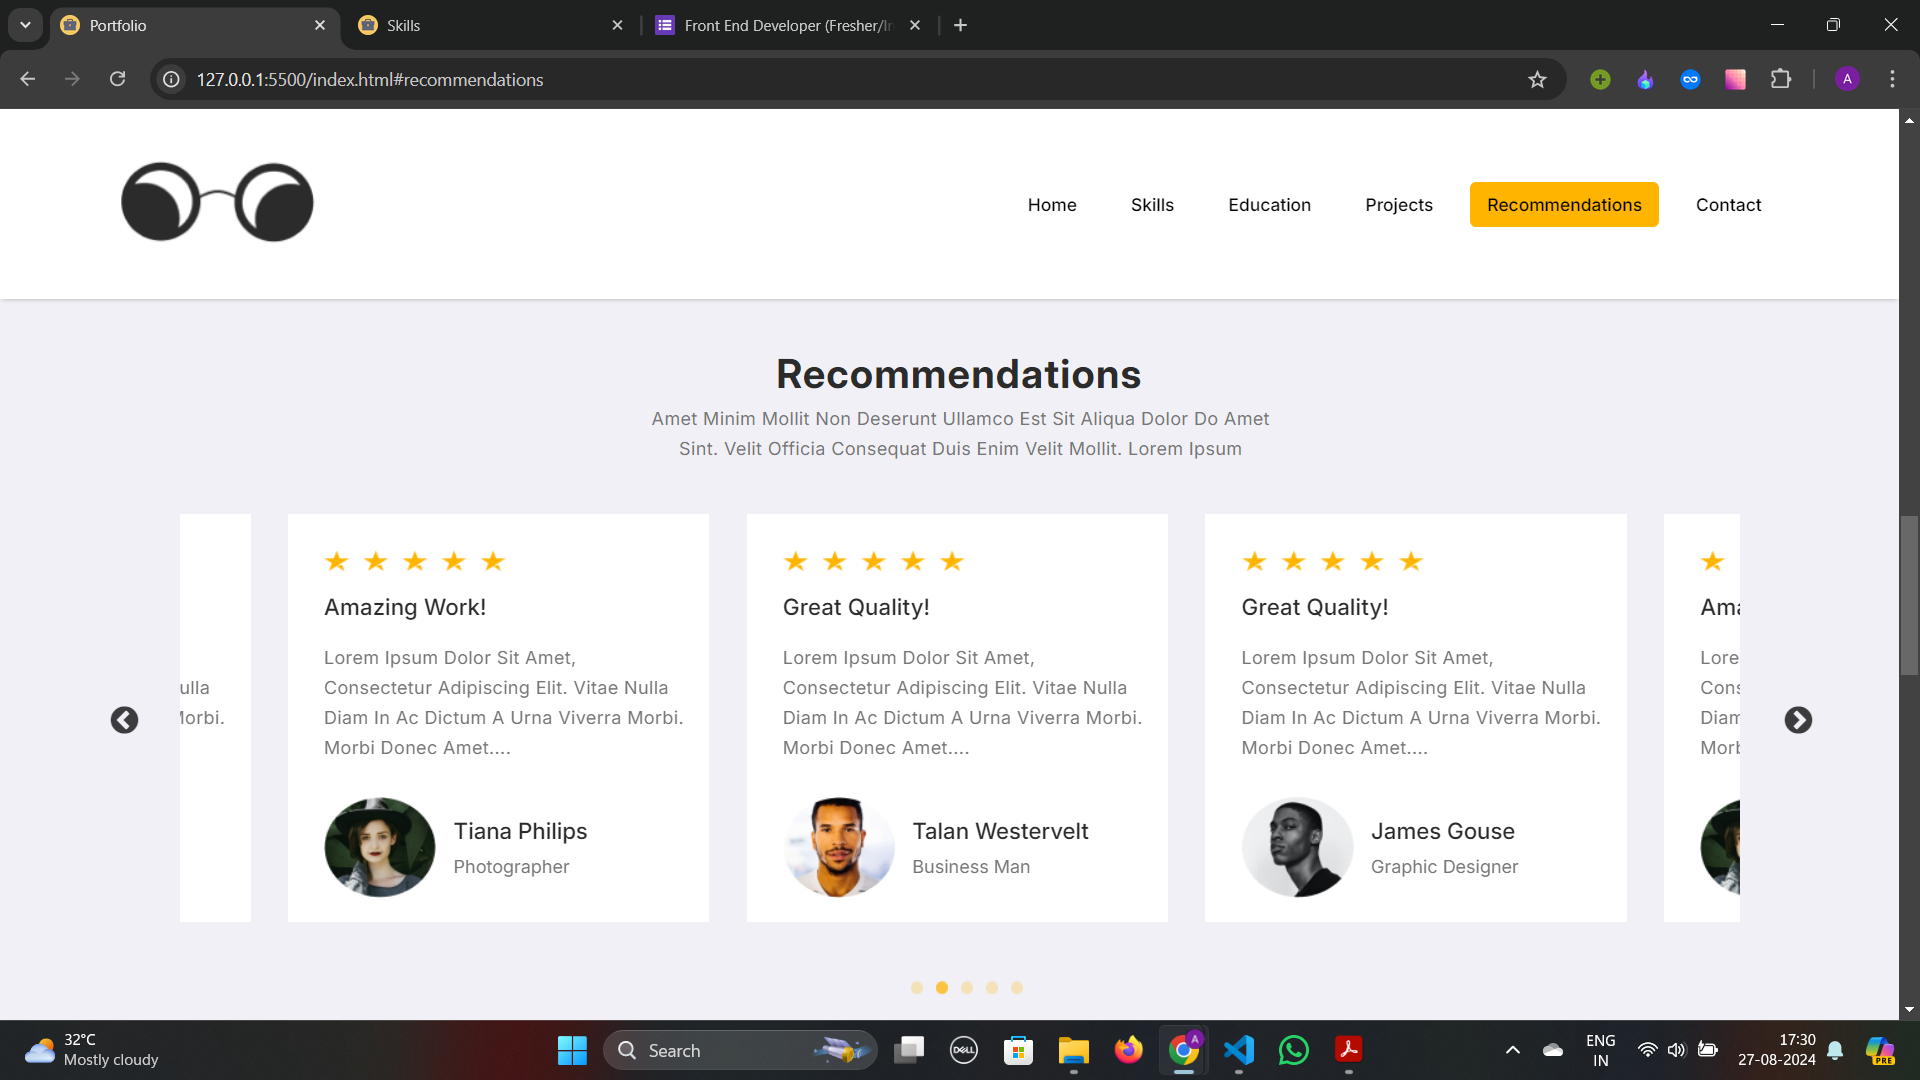 Portfolio
Skills
Front End Developer (Fresher/In
127.0.0.1:5500/index.html#recommendations
A
Home
Skills
Education
Projects
Recommendations
Contact
Recommendations
Amet Minim Mollit Non Deserunt Ullamco Est Sit Aliqua Dolor Do Amet
Sint. Velit Officia Consequat Duis Enim Velit Mollit. Lorem Ipsum
ulla
Morbi.
Amazing Work!
Lorem Ipsum Dolor Sit Amet,
Consectetur Adipiscing Elit. Vitae Nulla
Diam In Ac Dictum A Urna Viverra Morbi.
Morbi Donec Amet....
Tiana Philips
Photographer
Great Quality!
Lorem Ipsum Dolor Sit Amet,
Consectetur Adipiscing Elit. Vitae Nulla
Diam In Ac Dictum A Urna Viverra Morbi.
Morbi Donec Amet....
Talan Westervelt
Business Man
Great Quality!
Lorem Ipsum Dolor Sit Amet,
Consectetur Adipiscing Elit. Vitae Nulla
Diam In Ac Dictum A Urna Viverra Morbi.
Morbi Donec Amet....
James Gouse
Graphic Designer
Ama
Lore
Cons
Diam
Morb
32°C
Mostly cloudy
Search
DELL
A
ENG
IN
17:30
27-08-2024
PRE